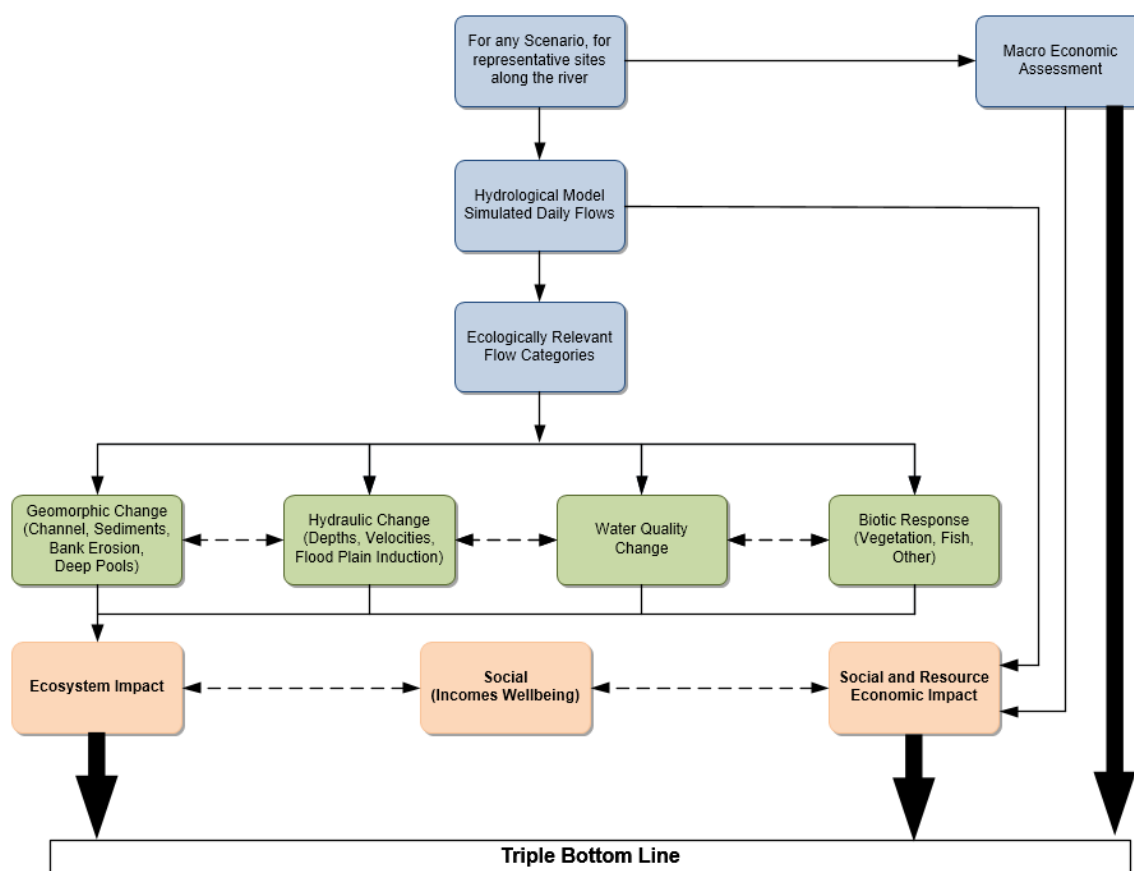 For any Scenario, for
representative sites
along the river
Macro Economic
Assessment
Hydrological Model
Simulated Daily Flows
Ecologically Relevant
Flow Categories
Geomorphic Change
(Channel, Sediments,
Bank Erosion,
Deep Pools)
Hydraulic Change
(Depths, Velocities,
Flood Plain Induction)
Water Quality
Change
Biotic Response
(Vegetation, Fish,
Other)
Ecosystem Impact
Social
(Incomes Wellbeing)
Social and Resource
Economic Impact
Triple Bottom Line